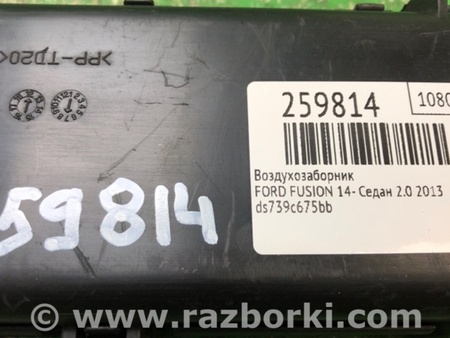 >PP-TD20<
259814
1080
Воздухозаборник
FORD FUSION 14- Седан 2.0 2013
ds739c675bb
59814
© www.razborki.com